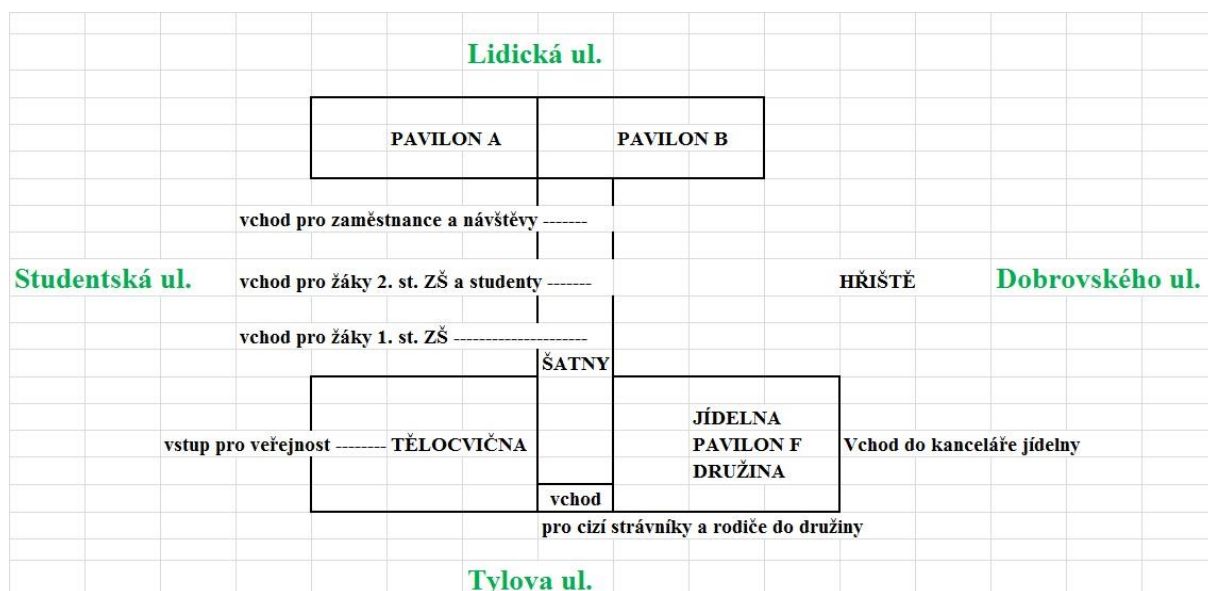 Lidická ul.
PAVILON A
PAVILON B
vchod pro zaměstnance a návštěvy -------
Studentská ul.
vchod pro žáky 2. st. ZŠ a studenty -------
HŘIŠTĚ
Dobrovského ul.
vchod pro žáky 1. st. ZŠ ---------------------
ŠATNY
vstup pro veřejnost -------- TĚLOCVIČNA
JÍDELNA
PAVILON F
DRUŽINA
Vchod do kanceláře jídelny
vchod
pro cizí strávníky a rodiče do družiny
Tylova ul.